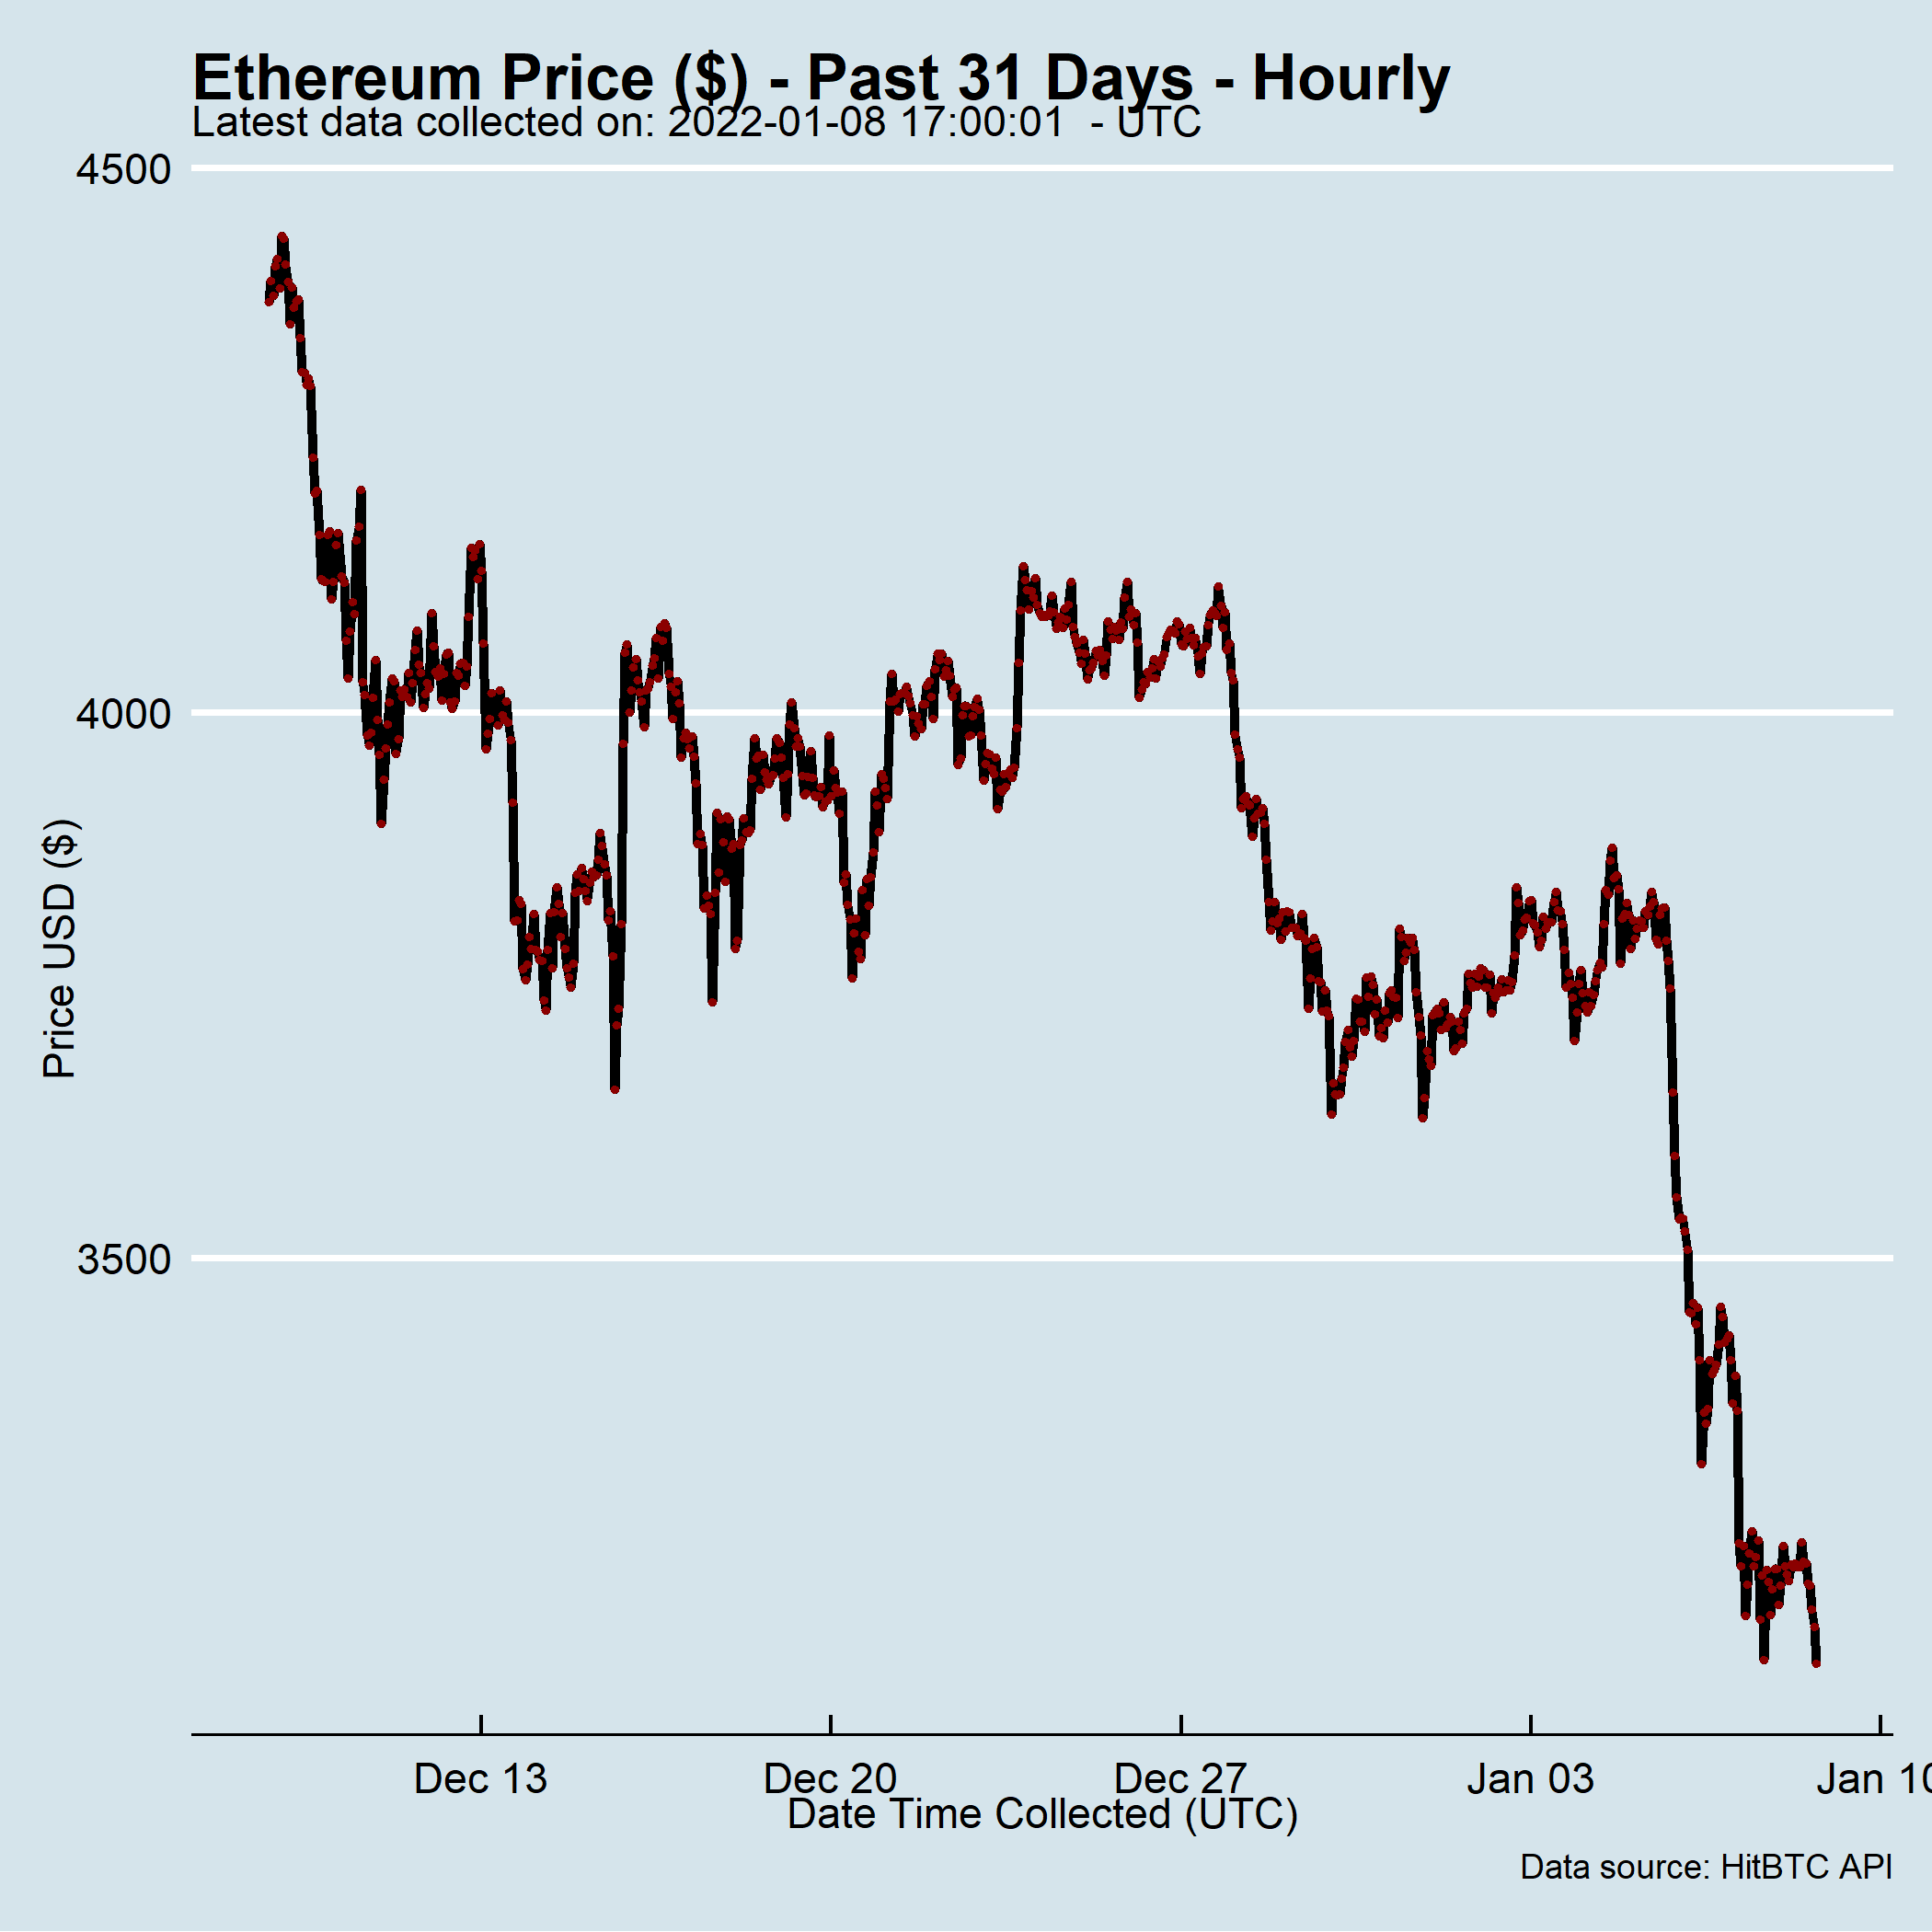 Ethereum Price ($) - Past 31 Days - Hourly
Latest data collected on: 2022-01-08 17:00:01  - UTC
4500
4000
3500
Price USD ($)
Dec 13
Dec 20
Dec 27
Jan 03
Jan 10
Date Time Collected (UTC)
Data source: HitBTC API